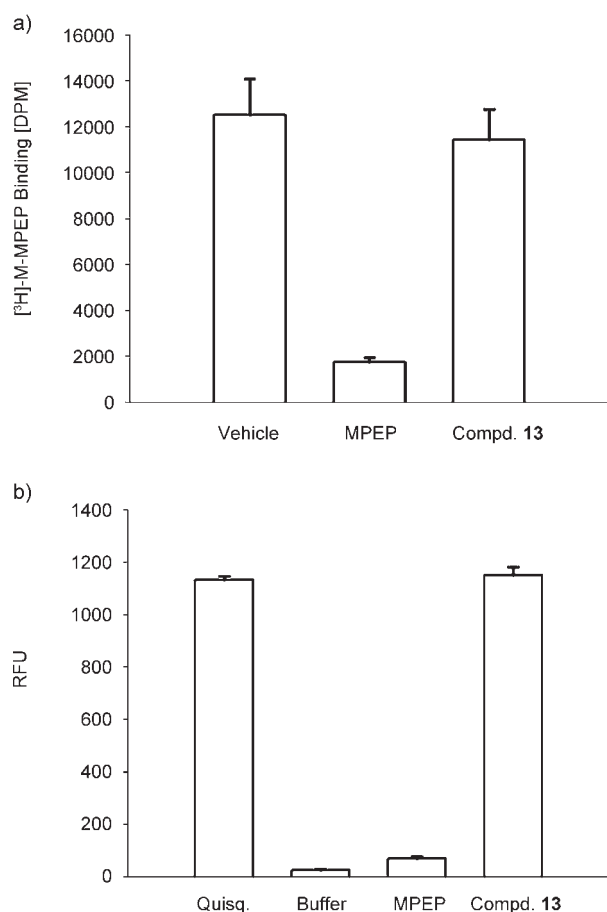 a)
16000
14000
12000
10000
8000
6000
4000
2000
0
[³H]-M-MPEP Binding [DPM]
Vehicle MPEP Compd. 13
b)
1400
1200
1000
800
600
400
200
0
RFU
Quisq. Buffer MPEP Compd. 13